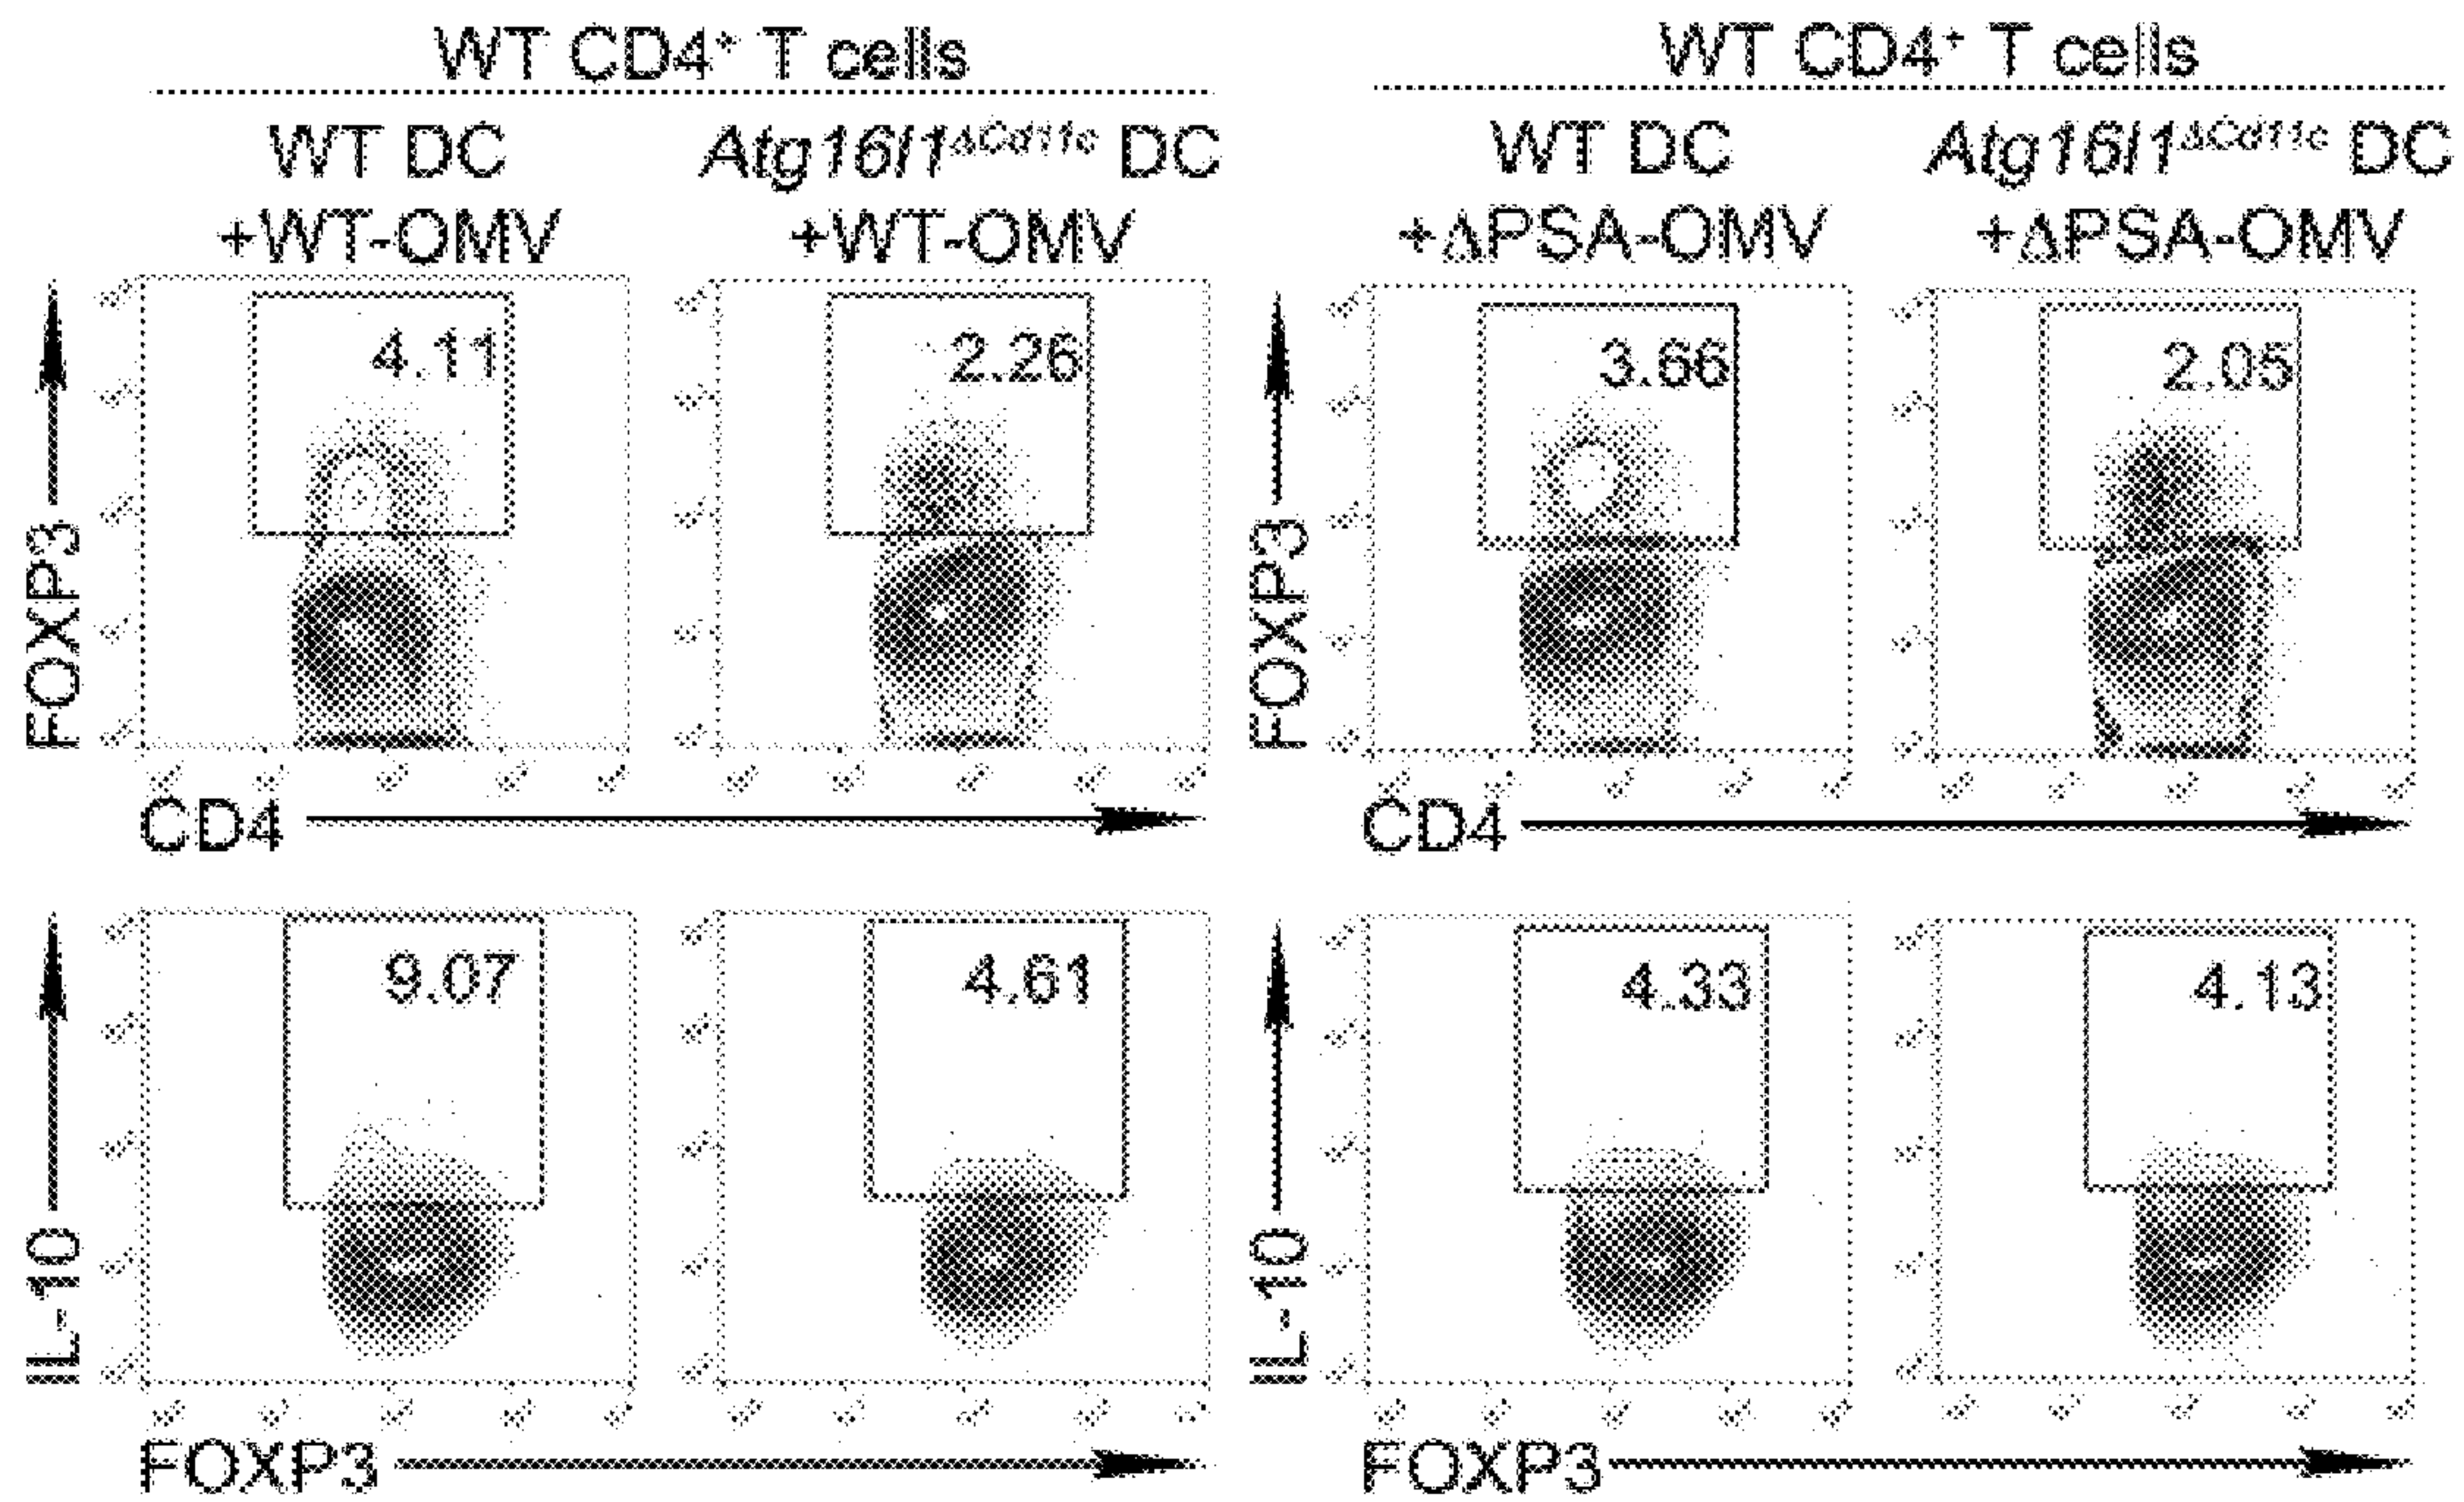 WT CD4⁺ T cells
WT DC
+WT-OMV
Atg16l1ΔCd11c DC
+WT-OMV
WT CD4⁺ T cells
WT DC
+ΔPSA-OMV
Atg16l1ΔCd11c DC
+ΔPSA-OMV
FOXP3
4.11
2.26
CD4
FOXP3
3.66
2.05
CD4
IL-10
9.07
4.61
FOXP3
IL-10
4.33
4.13
FOXP3